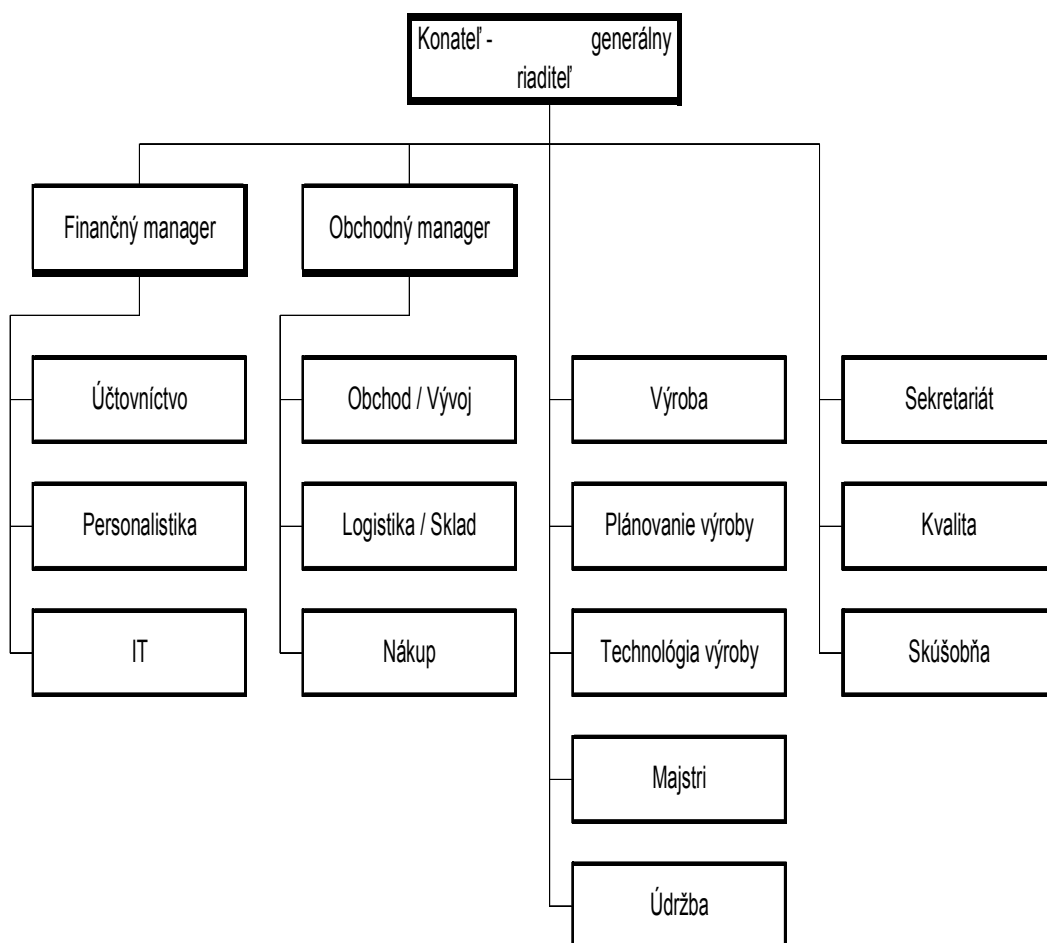 Konateľ - generálny
riaditeľ
Finančný manager
Obchodný manager
Účtovníctvo
Obchod / Vývoj
Výroba
Sekretariát
Personalistika
Logistika / Sklad
Plánovanie výroby
Kvalita
IT
Nákup
Technológia výroby
Skúšobňa
Majstri
Údržba